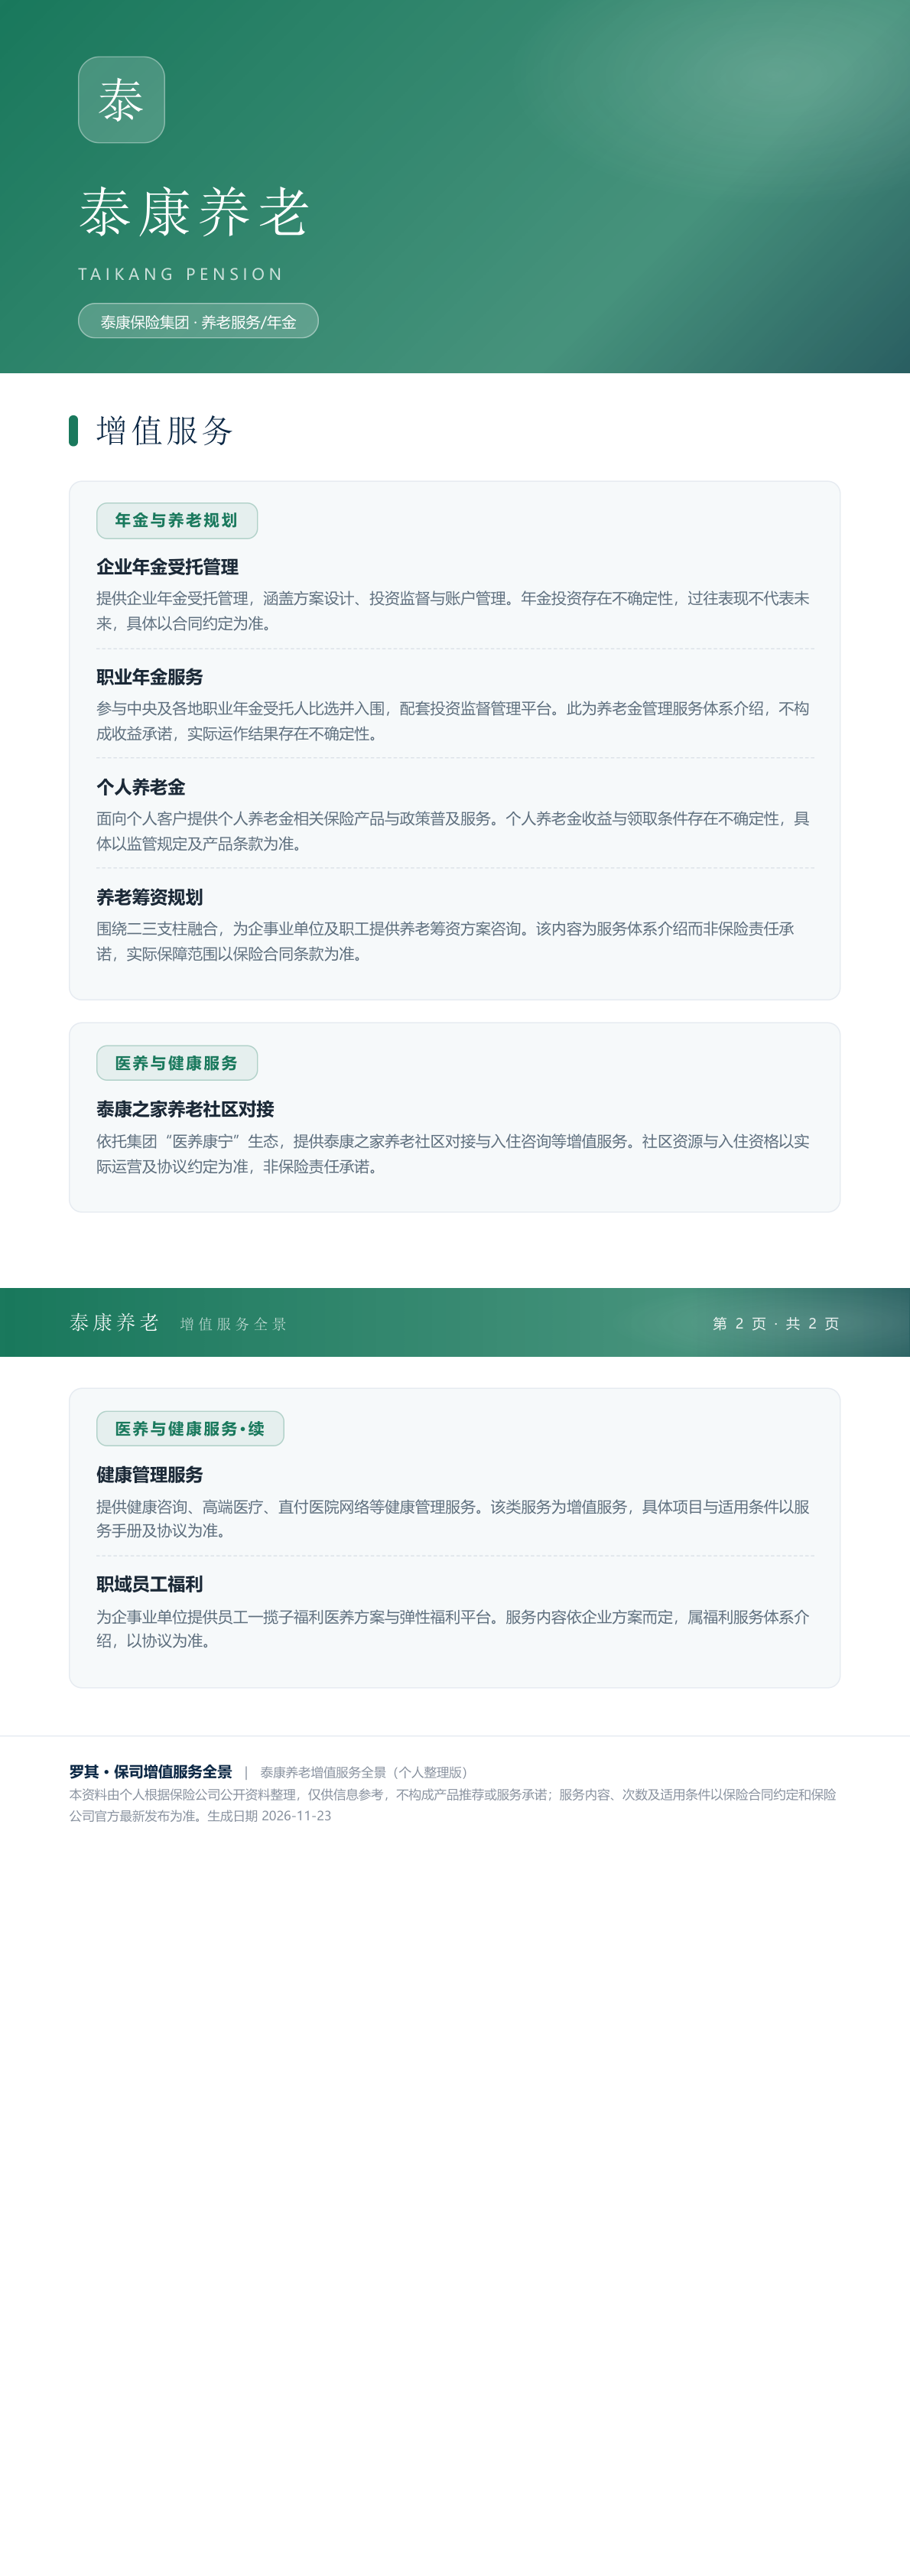 泰
泰康养老
TAIKANG PENSION
泰康保险集团 · 养老服务/年金
增值服务
年金与养老规划
企业年金受托管理
提供企业年金受托管理，涵盖方案设计、投资监督与账户管理。年金投资存在不确定性，过往表现不代表未
来，具体以合同约定为准。
职业年金服务
参与中央及各地职业年金受托人比选并入围，配套投资监督管理平台。此为养老金管理服务体系介绍，不构
成收益承诺，实际运作结果存在不确定性。
个人养老金
面向个人客户提供个人养老金相关保险产品与政策普及服务。个人养老金收益与领取条件存在不确定性，具
体以监管规定及产品条款为准。
养老筹资规划
围绕二三支柱融合，为企事业单位及职工提供养老筹资方案咨询。该内容为服务体系介绍而非保险责任承
诺，实际保障范围以保险合同条款为准。
医养与健康服务
泰康之家养老社区对接
依托集团“医养康宁”生态，提供泰康之家养老社区对接与入住咨询等增值服务。社区资源与入住资格以实
际运营及协议约定为准，非保险责任承诺。
泰康养老 增值服务全景 第 2 页 · 共 2 页
医养与健康服务·续
健康管理服务
提供健康咨询、高端医疗、直付医院网络等健康管理服务。该类服务为增值服务，具体项目与适用条件以服
务手册及协议为准。
职域员工福利
为企事业单位提供员工一揽子福利医养方案与弹性福利平台。服务内容依企业方案而定，属福利服务体系介
绍，以协议为准。
罗其·保司增值服务全景 | 泰康养老增值服务全景（个人整理版）
本资料由个人根据保险公司公开资料整理，仅供信息参考，不构成产品推荐或服务承诺；服务内容、次数及适用条件以保险合同约定和保险
公司官方最新发布为准。生成日期 2026-11-23